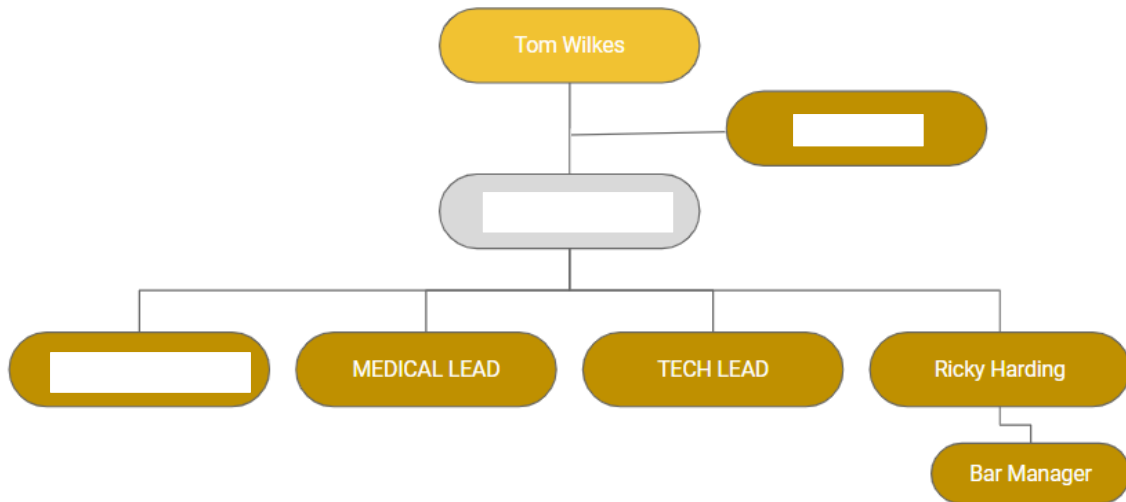 Tom Wilkes
MEDICAL LEAD
TECH LEAD
Ricky Harding
Bar Manager